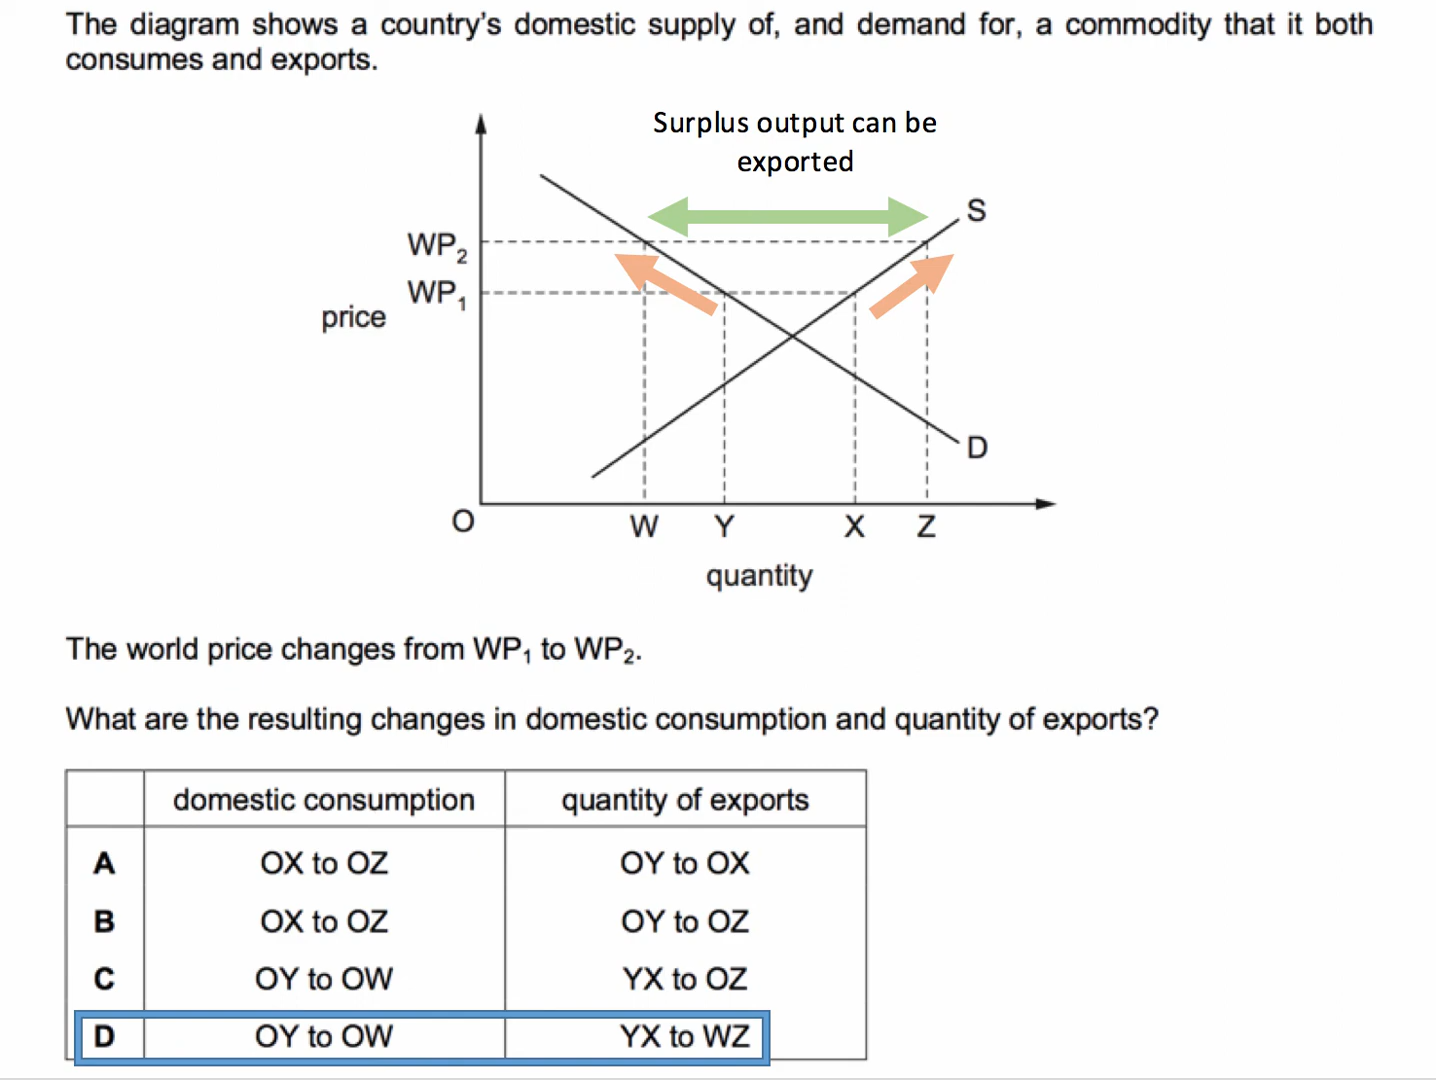 The diagram shows a country's domestic supply of, and demand for, a commodity that it both
consumes and exports.
Surplus output can be
exported
S
WP₂
WP₁
price
D
O
W Y X Z
quantity
The world price changes from WP₁ to WP₂.
What are the resulting changes in domestic consumption and quantity of exports?
domestic consumption quantity of exports
A OX to OZ OY to OX
B OX to OZ OY to OZ
C OY to OW YX to OZ
D OY to OW YX to WZ